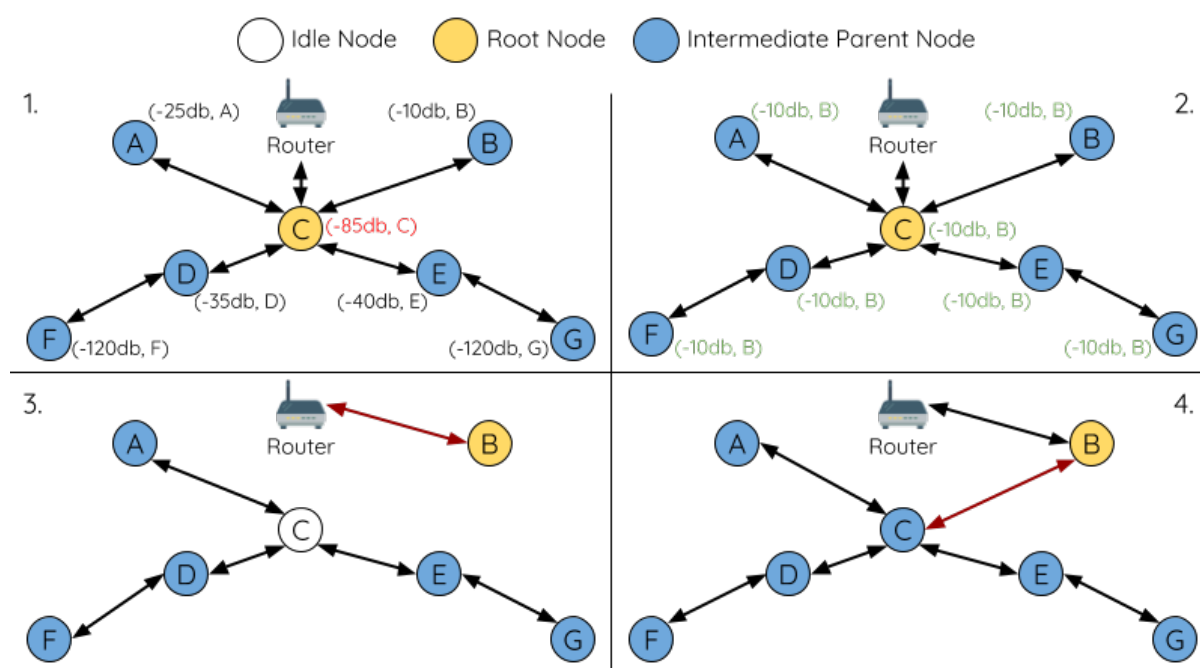 Idle Node
Root Node
Intermediate Parent Node
1.
(-25db, A)
(-10db, B)
A
B
Router
C
(-85db, C)
D
E
(-35db, D)
(-40db, E)
F
(-120db, F)
(-120db, G)
G
2.
(-10db, B)
(-10db, B)
A
B
Router
C
(-10db, B)
D
E
(-10db, B)
(-10db, B)
F
(-10db, B)
(-10db, B)
G
3.
A
Router
B
C
D
E
F
G
4.
A
Router
B
C
D
E
F
G